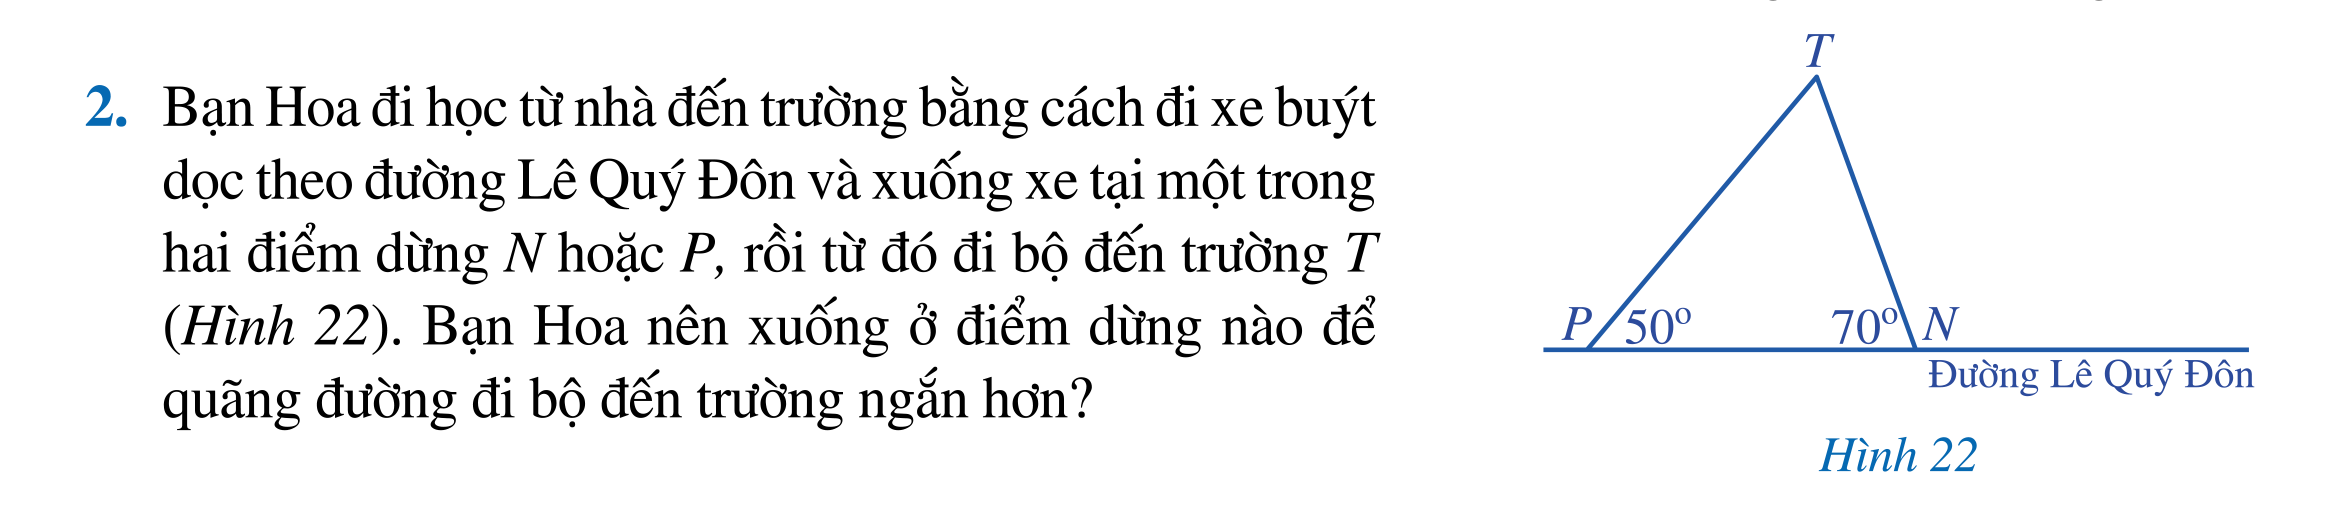 2. Bạn Hoa đi học từ nhà đến trường bằng cách đi xe buýt
dọc theo đường Lê Quý Đôn và xuống xe tại một trong
hai điểm dừng N hoặc P, rồi từ đó đi bộ đến trường T
(Hình 22). Bạn Hoa nên xuống ở điểm dừng nào để
quãng đường đi bộ đến trường ngắn hơn?
T
P 50º 70º N
Đường Lê Quý Đôn
Hình 22